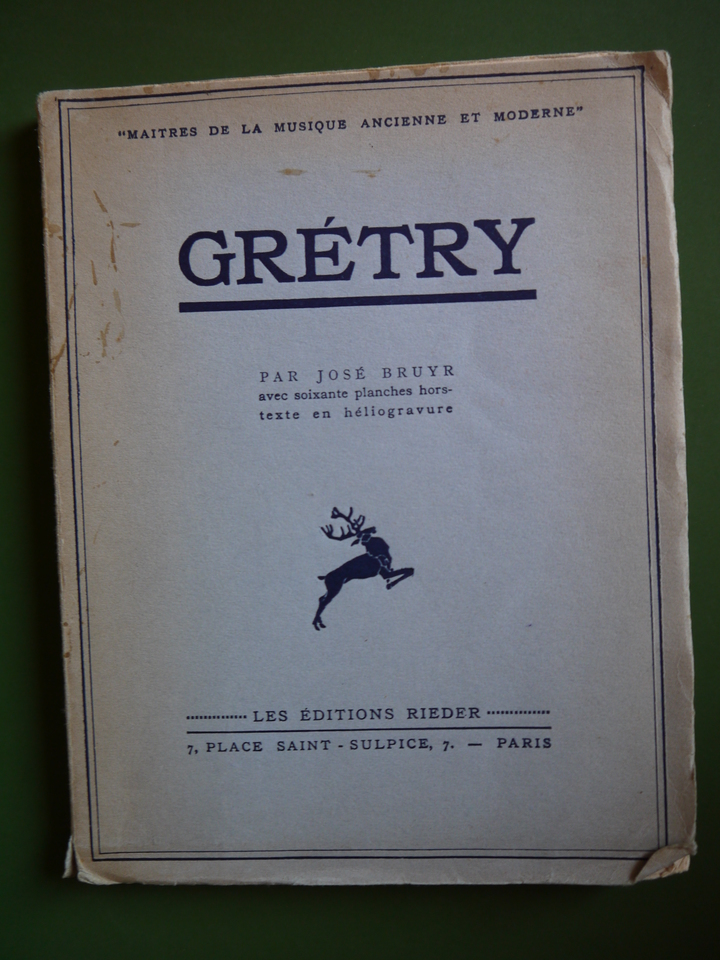 "MAITRES DE LA MUSIQUE ANCIENNE ET MODERNE"
GRÉTRY
PAR JOSÉ BRUYR
avec soixante planches hors-
texte en héliogravure
LES ÉDITIONS RIEDER
7, PLACE SAINT-SULPICE, 7. — PARIS